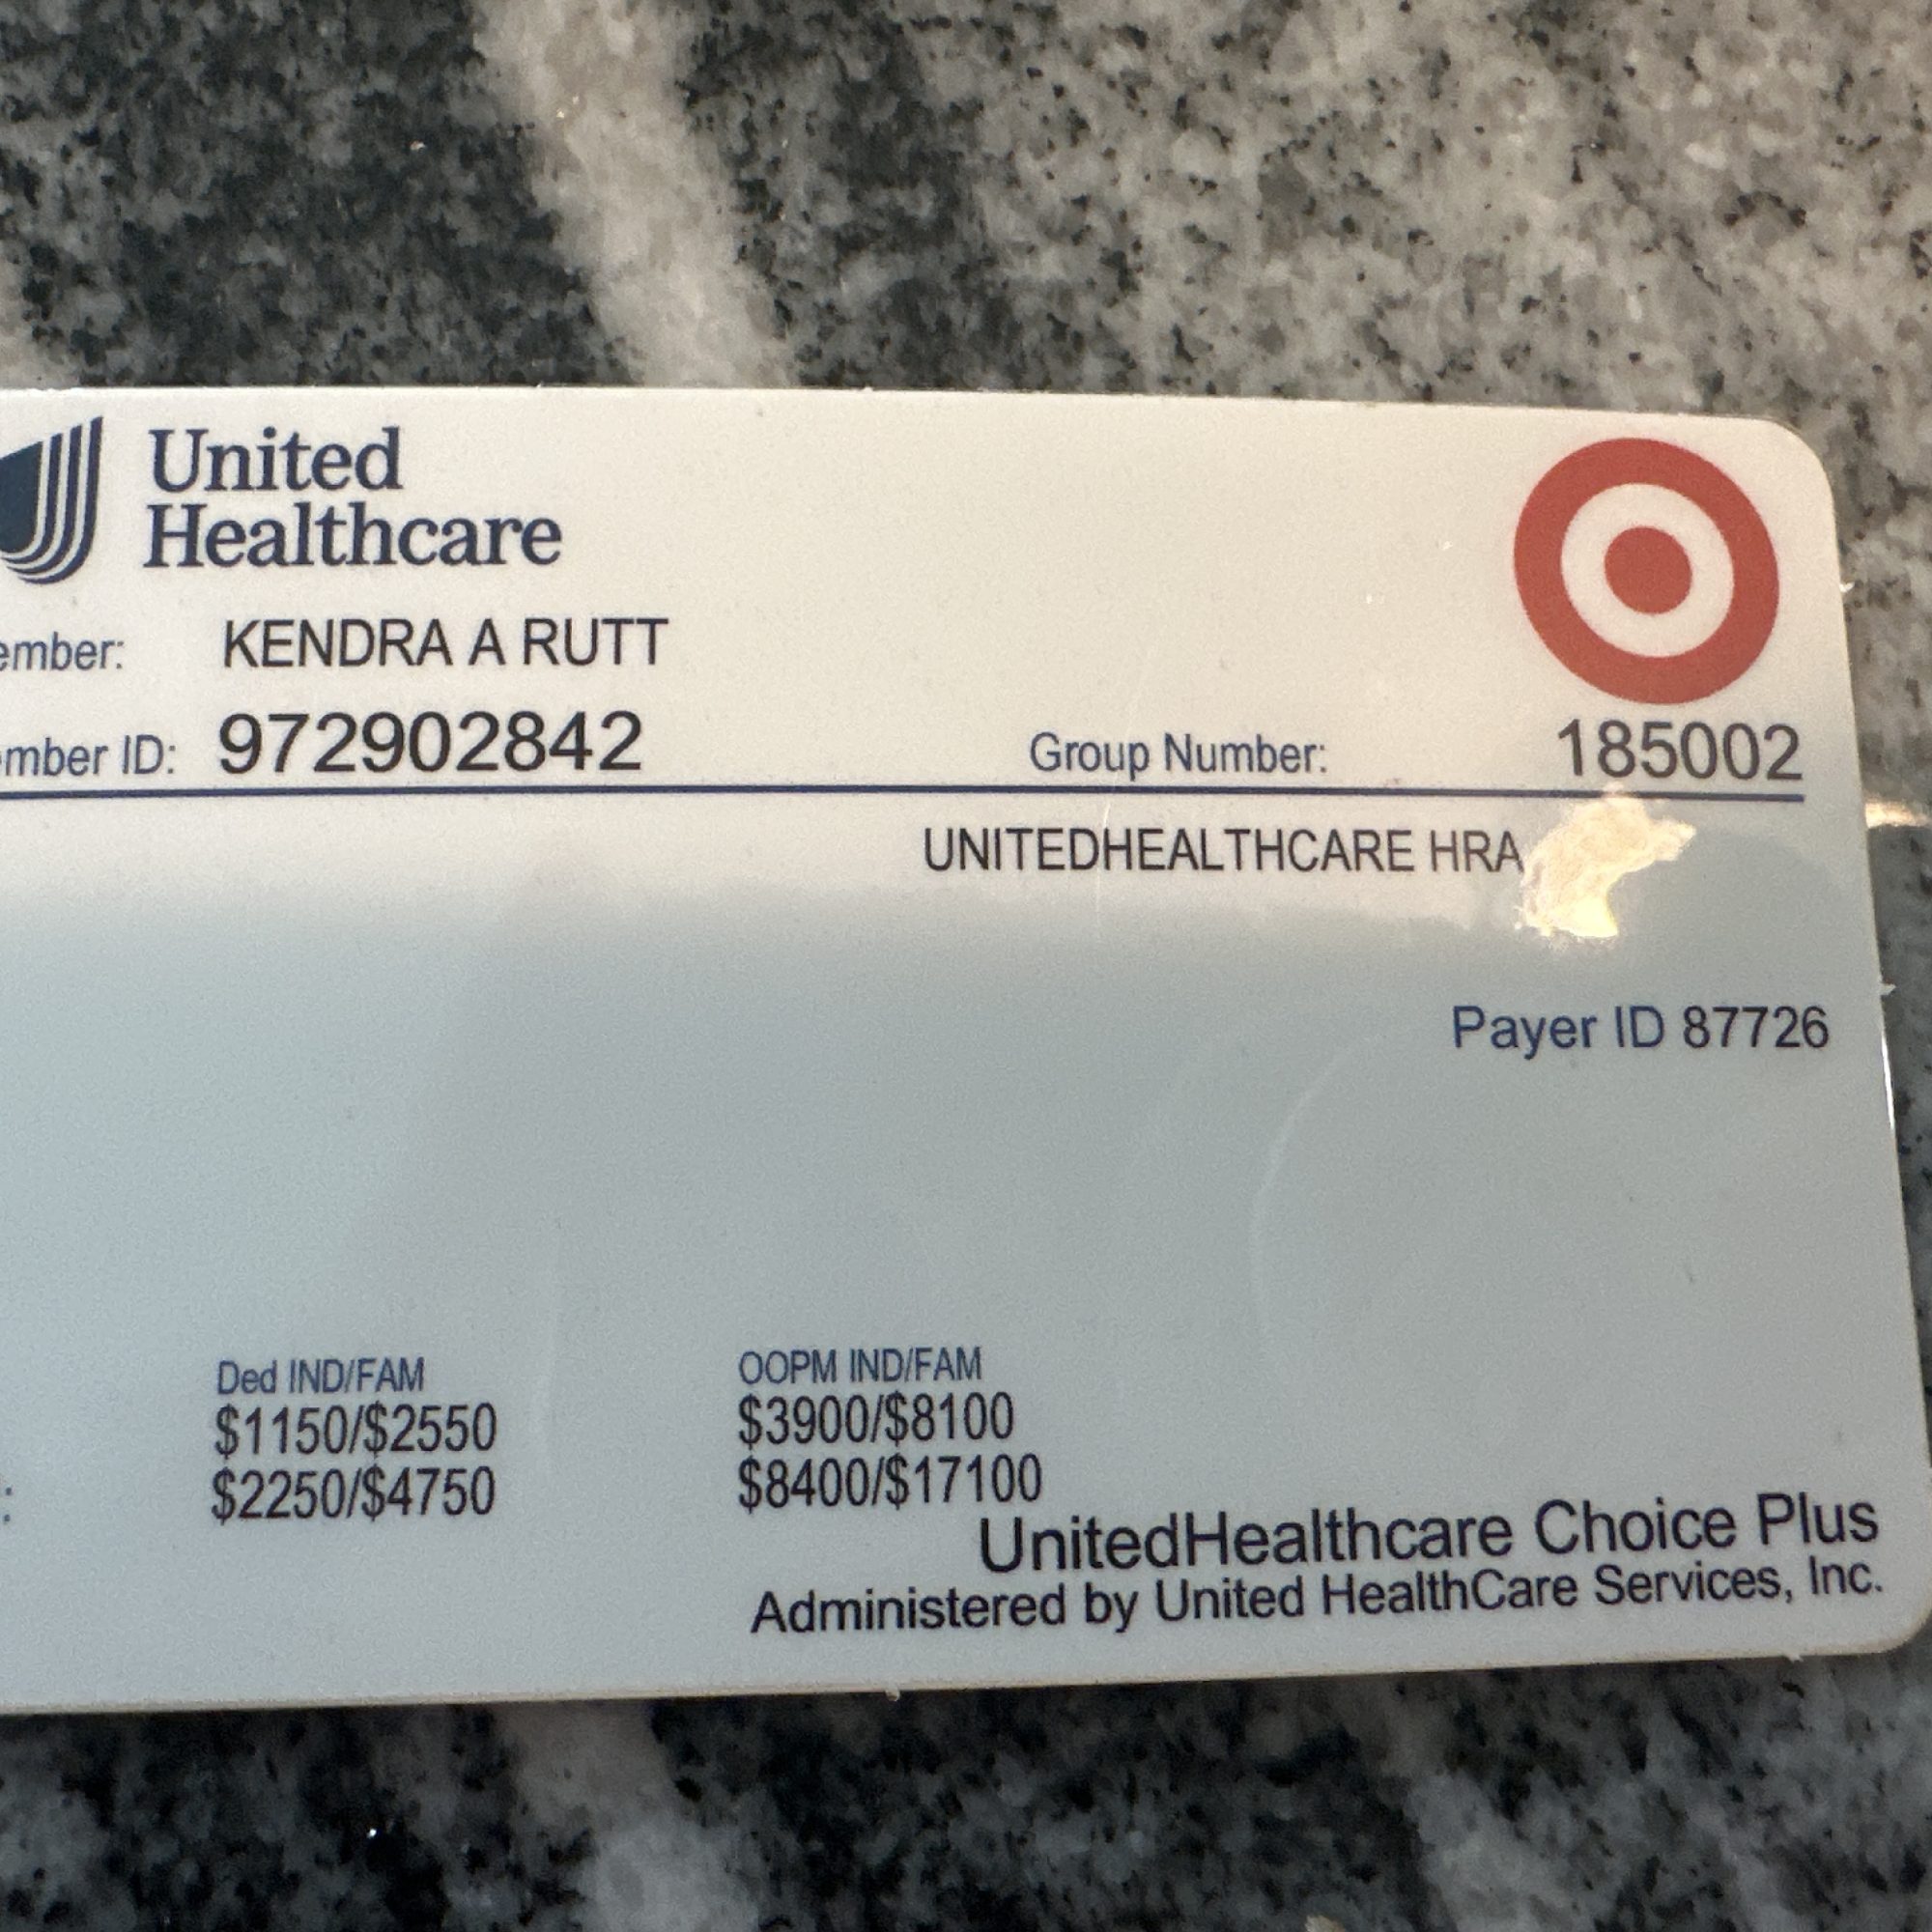 United
Healthcare
ember: KENDRA A RUTT
ember ID: 972902842 Group Number: 185002
UNITEDHEALTHCARE HRA
Payer ID 87726
Ded IND/FAM OOPM IND/FAM
$1150/$2550 $3900/$8100
: $2250/$4750 $8400/$17100
UnitedHealthcare Choice Plus
Administered by United HealthCare Services, Inc.